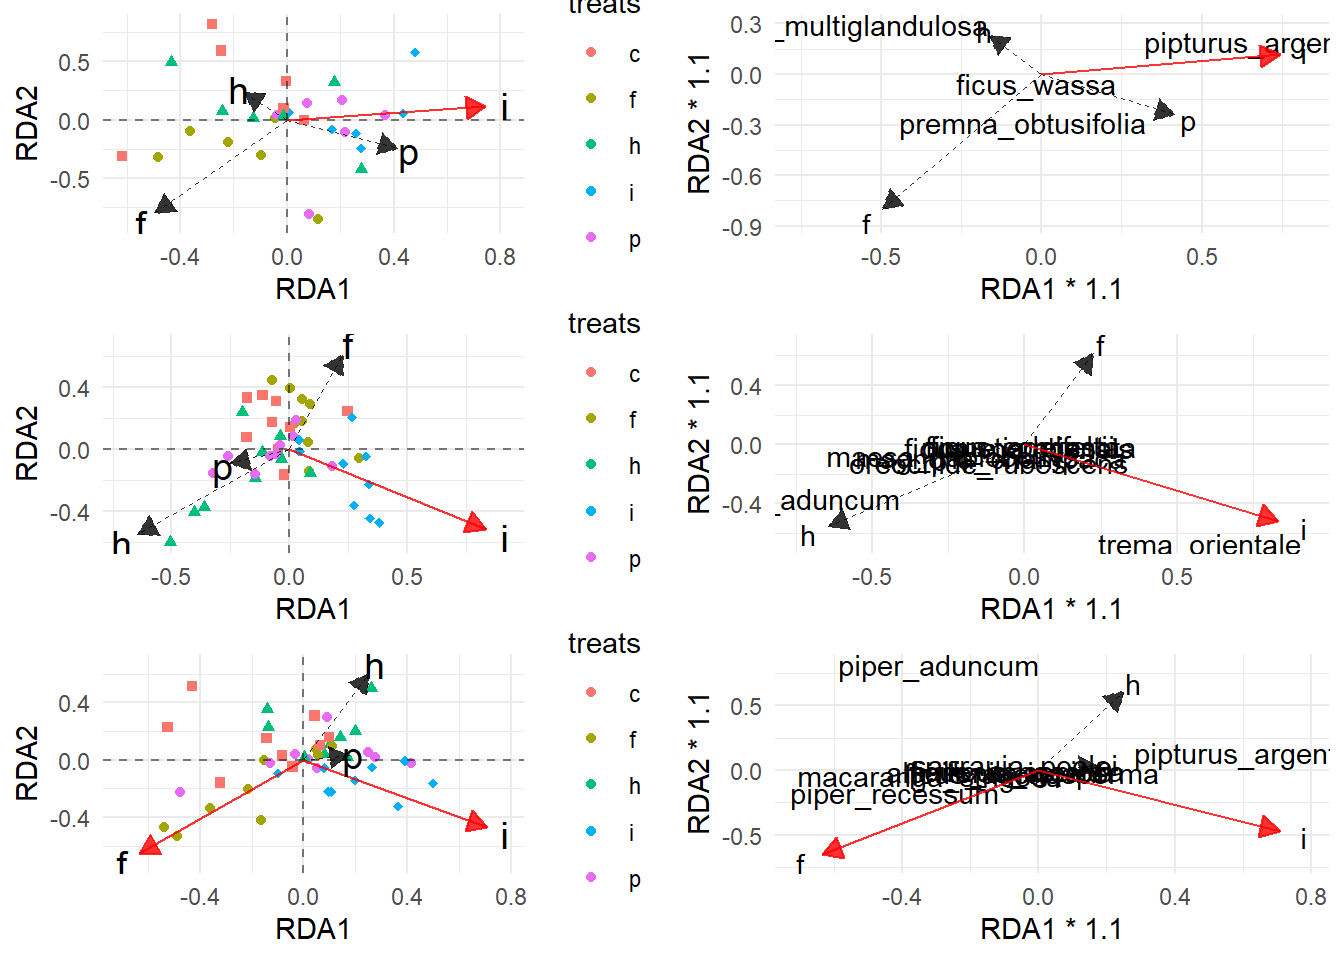 treats
c
f
h
i
p
RDA2
0.5
0.0
-0.5
h
i
p
f
-0.4
0.0
0.4
0.8
RDA1
RDA2 * 1.1
0.3
0.0
-0.3
-0.6
-0.9
_multiglandulosa
h
pipturus_argen
i
ficus_wassa
premna_obtusifolia
p
f
-0.5
0.0
0.5
RDA1 * 1.1
treats
c
f
h
i
p
RDA2
0.4
0.0
-0.4
f
p
h
i
-0.5
0.0
0.5
RDA1
RDA2 * 1.1
0.4
0.0
-0.4
f
_aduncum
h
i
trema_orientale
-0.5
0.0
0.5
RDA1 * 1.1
treats
c
f
h
i
p
RDA2
0.4
0.0
-0.4
h
p
i
f
-0.4
0.0
0.4
0.8
RDA1
RDA2 * 1.1
0.5
0.0
-0.5
piper_aduncum
h
pipturus_argent
piper_recessum
i
f
-0.4
0.0
0.4
0.8
RDA1 * 1.1